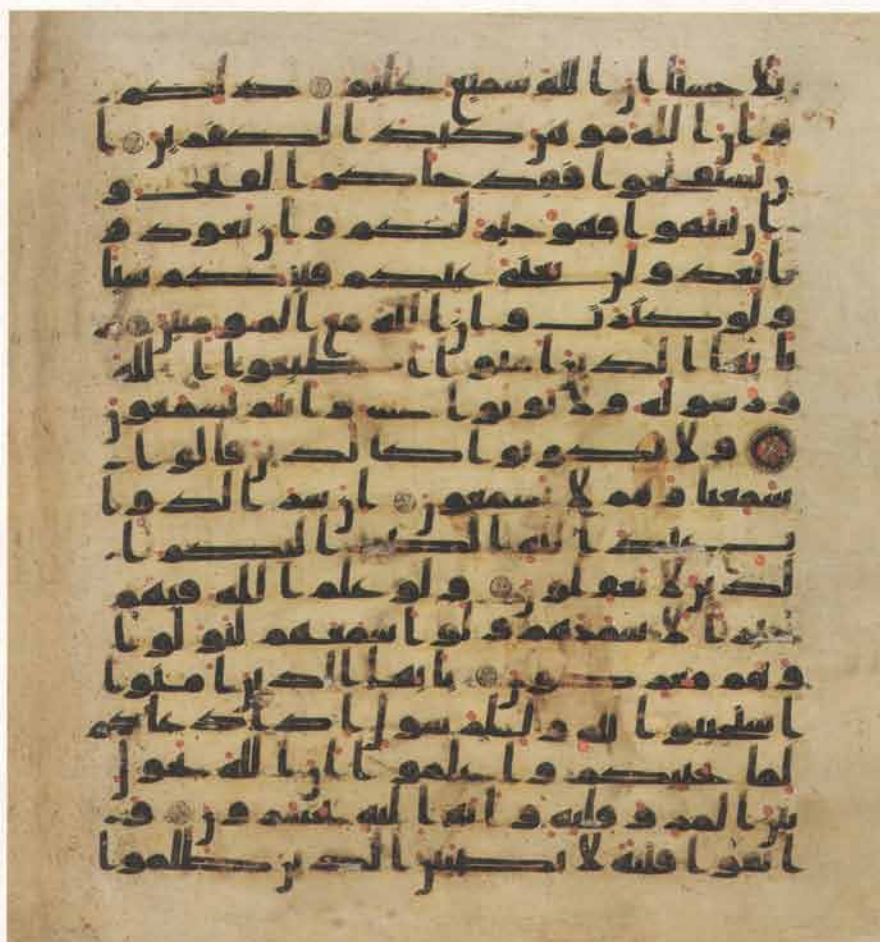 بلا حسنا ان الله سميع عليم ذلكم
وان الله موهن كيد الكفرين ا
ن تستفتحوا فقد جاكم الفتح و
ان تنتهوا فهو خير لكم وان تعودو
ا نعد ولن تغني عنكم فيتكم شيا
ولو كثرت وان الله مع المومنين
يايها الذين امنوا اطيعوا الله
ورسوله ولا تولوا عنه وانتم تسمعون
ولا تكونوا كالذين قالوا
سمعنا وهم لا يسمعون ان شر الدوا
ب عند الله الصم البكم ا
لذين لا يعقلون ولو علم الله فيهم
خيرا لاسمعهم ولو اسمعهم لتولوا
وهم معرضون يايها الذين امنوا
استجيبوا لله وللرسول اذا دعاكم
لما يحييكم واعلموا ان الله يحول
بين المر وقلبه وانه اليه تحشرون و
اتقوا فتنة لا تصيبن الذين ظلموا